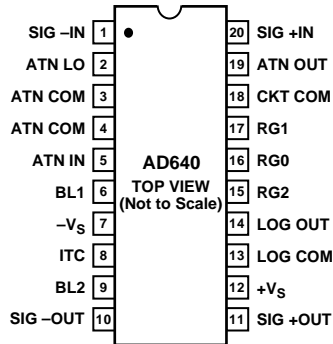 SIG –IN 1 20 SIG +IN
ATN LO 2 19 ATN OUT
ATN COM 3 18 CKT COM
ATN COM 4 17 RG1
ATN IN 5 16 RG0
BL1 6 15 RG2
–VS 7 14 LOG OUT
ITC 8 13 LOG COM
BL2 9 12 +VS
SIG –OUT 10 11 SIG +OUT
AD640
TOP VIEW
(Not to Scale)